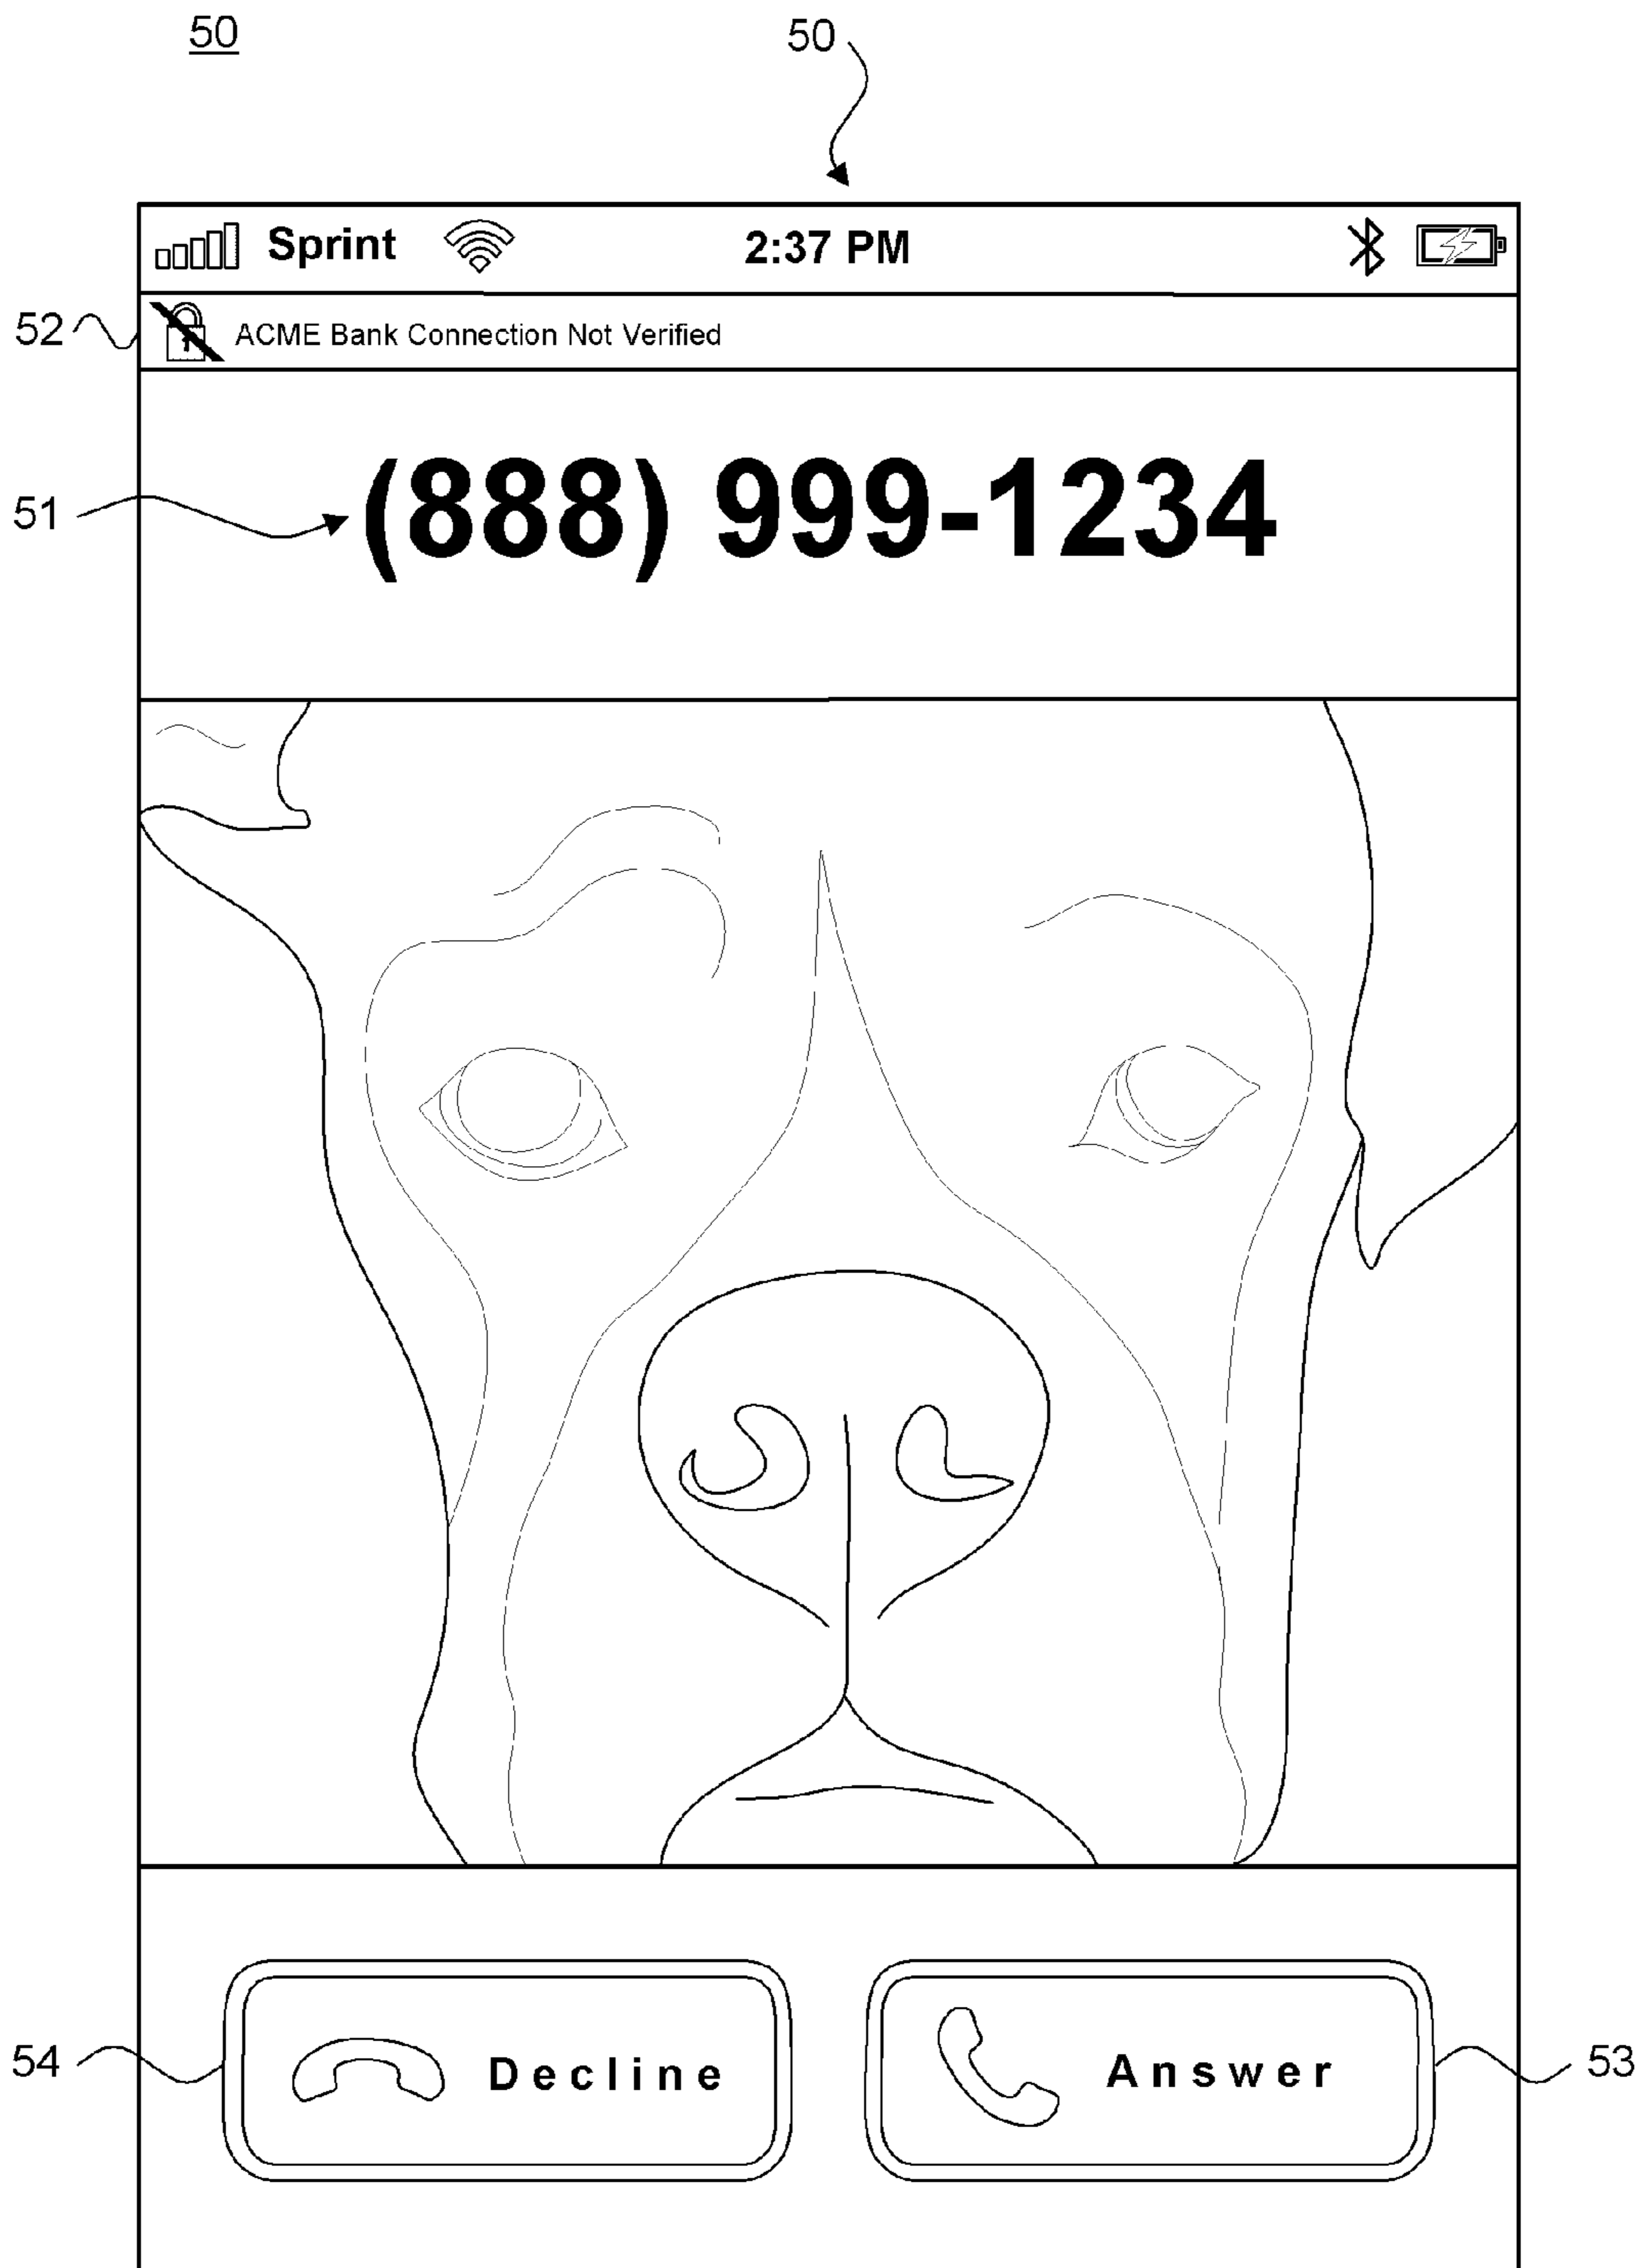 50
50
Sprint 2:37 PM
52
ACME Bank Connection Not Verified
51
(888) 999-1234
54
Decline
Answer
53